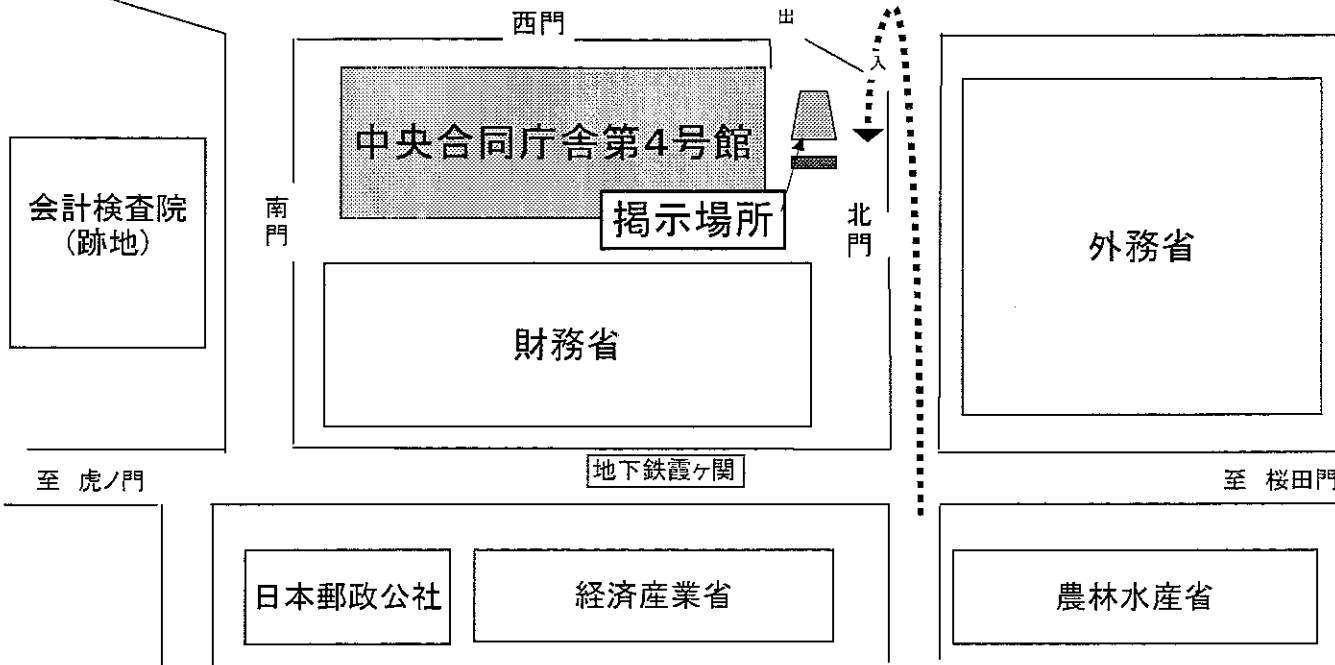 西門
出
入
中央合同庁舎第4号館
会計検査院
(跡地)
南門
掲示場所
北門
外務省
財務省
至 虎ノ門
地下鉄霞ヶ関
至 桜田門
日本郵政公社
経済産業省
農林水産省